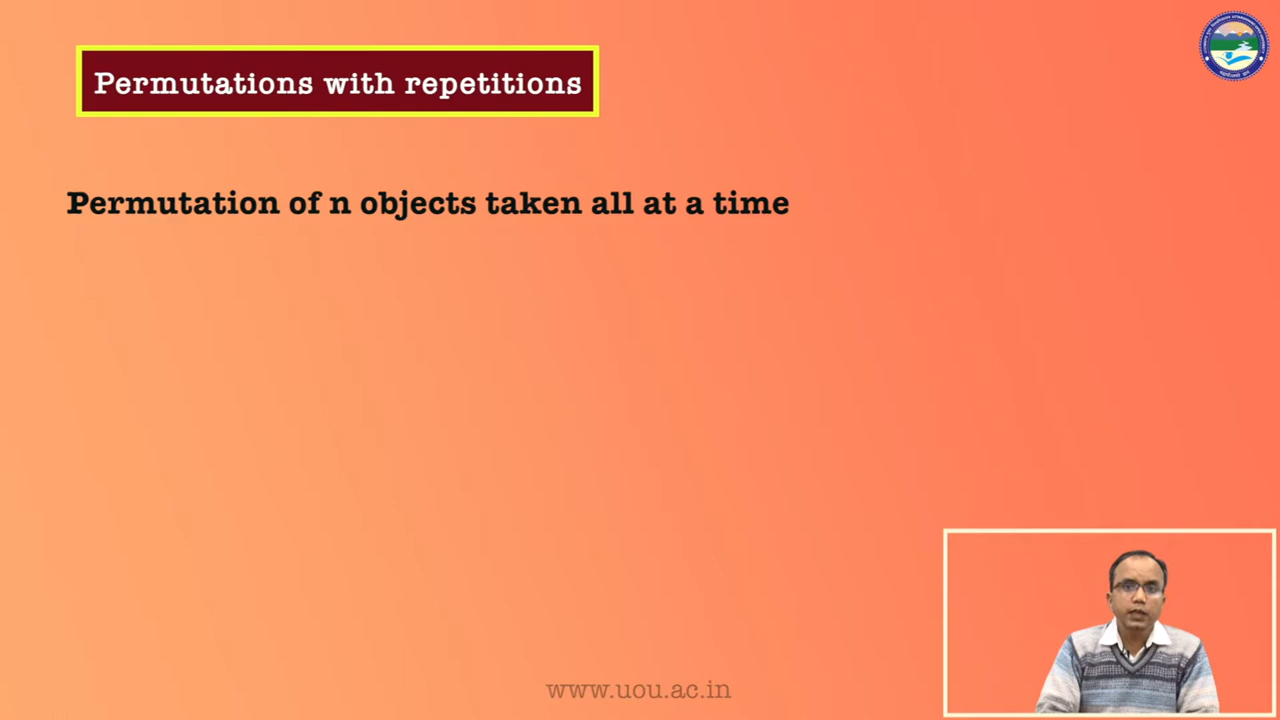 Permutations with repetitions
Permutation of n objects taken all at a time
www.uou.ac.in